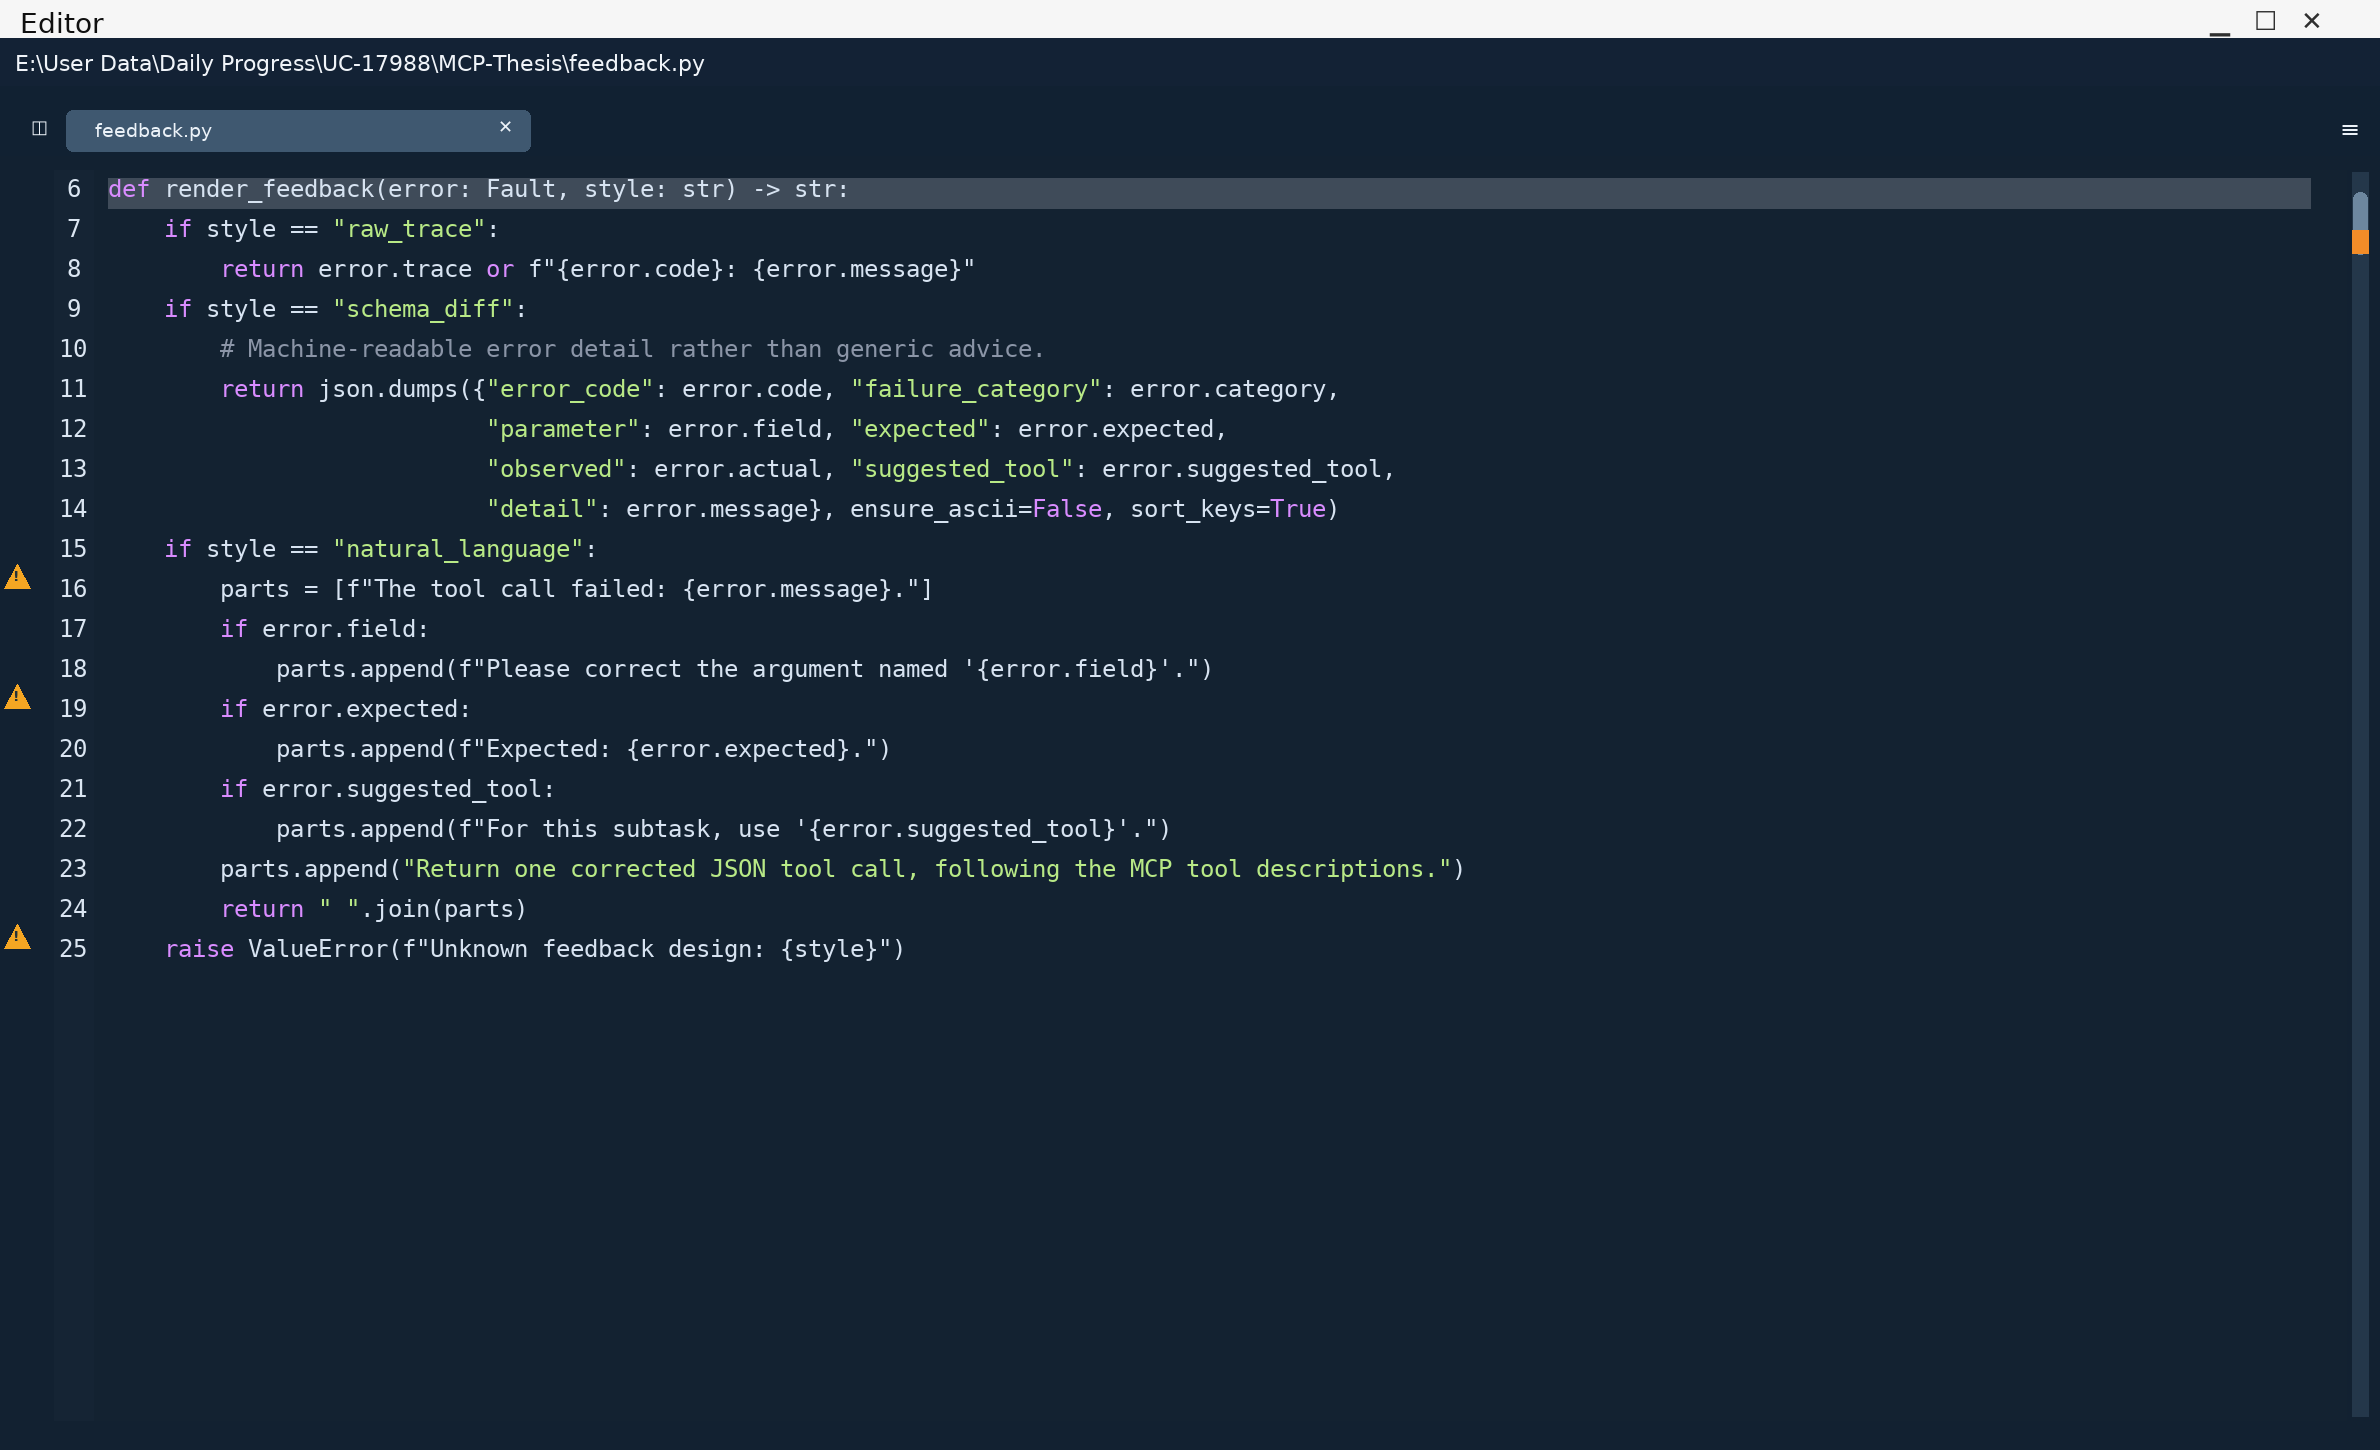 Editor
E:\User Data\Daily Progress\UC-17988\MCP-Thesis\feedback.py
feedback.py
6 def render_feedback(error: Fault, style: str) -> str:
7     if style == "raw_trace":
8         return error.trace or f"{error.code}: {error.message}"
9     if style == "schema_diff":
10         # Machine-readable error detail rather than generic advice.
11         return json.dumps({"error_code": error.code, "failure_category": error.category,
12                            "parameter": error.field, "expected": error.expected,
13                            "observed": error.actual, "suggested_tool": error.suggested_tool,
14                            "detail": error.message}, ensure_ascii=False, sort_keys=True)
15     if style == "natural_language":
16         parts = [f"The tool call failed: {error.message}."]
17         if error.field:
18             parts.append(f"Please correct the argument named '{error.field}'.")
19         if error.expected:
20             parts.append(f"Expected: {error.expected}.")
21         if error.suggested_tool:
22             parts.append(f"For this subtask, use '{error.suggested_tool}'.")
23         parts.append("Return one corrected JSON tool call, following the MCP tool descriptions.")
24         return " ".join(parts)
25     raise ValueError(f"Unknown feedback design: {style}")